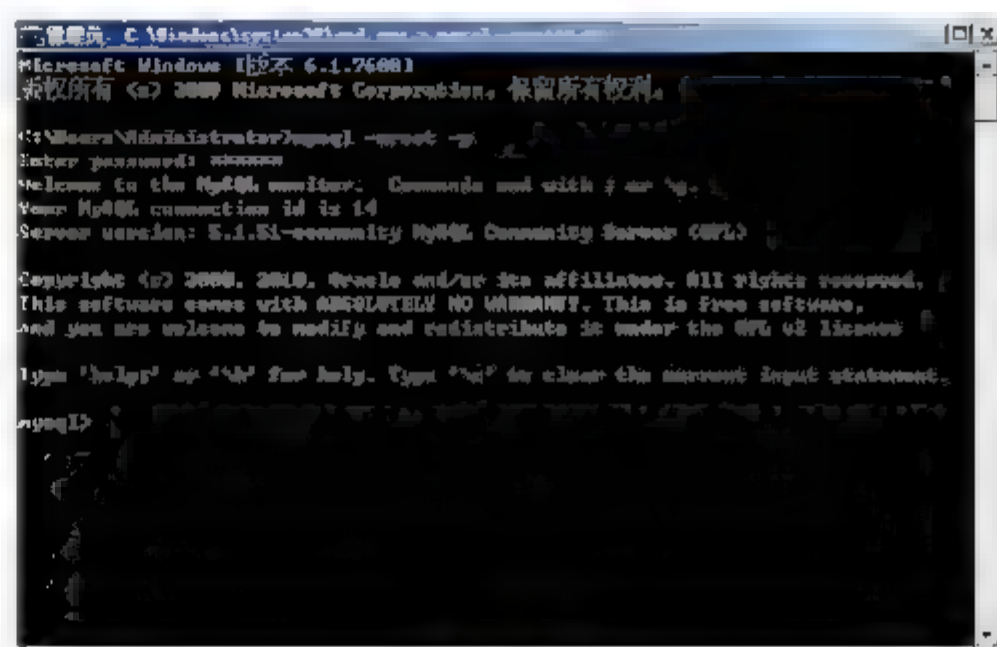 C:\Windows\system32\cmd.exe
Microsoft Windows [版本 6.1.7600]
版权所有 (c) 2009 Microsoft Corporation。保留所有权利。
C:\Users\Administrator>mysql -uroot -p
Enter password: ******
Welcome to the MySQL monitor.  Commands end with ; or \g.
Your MySQL connection id is 14
Server version: 5.1.51-community MySQL Community Server (GPL)
Copyright (c) 2000, 2010, Oracle and/or its affiliates. All rights reserved.
This software comes with ABSOLUTELY NO WARRANTY. This is free software,
and you are welcome to modify and redistribute it under the GPL v2 license
Type 'help;' or '\h' for help. Type '\c' to clear the current input statement.
mysql>